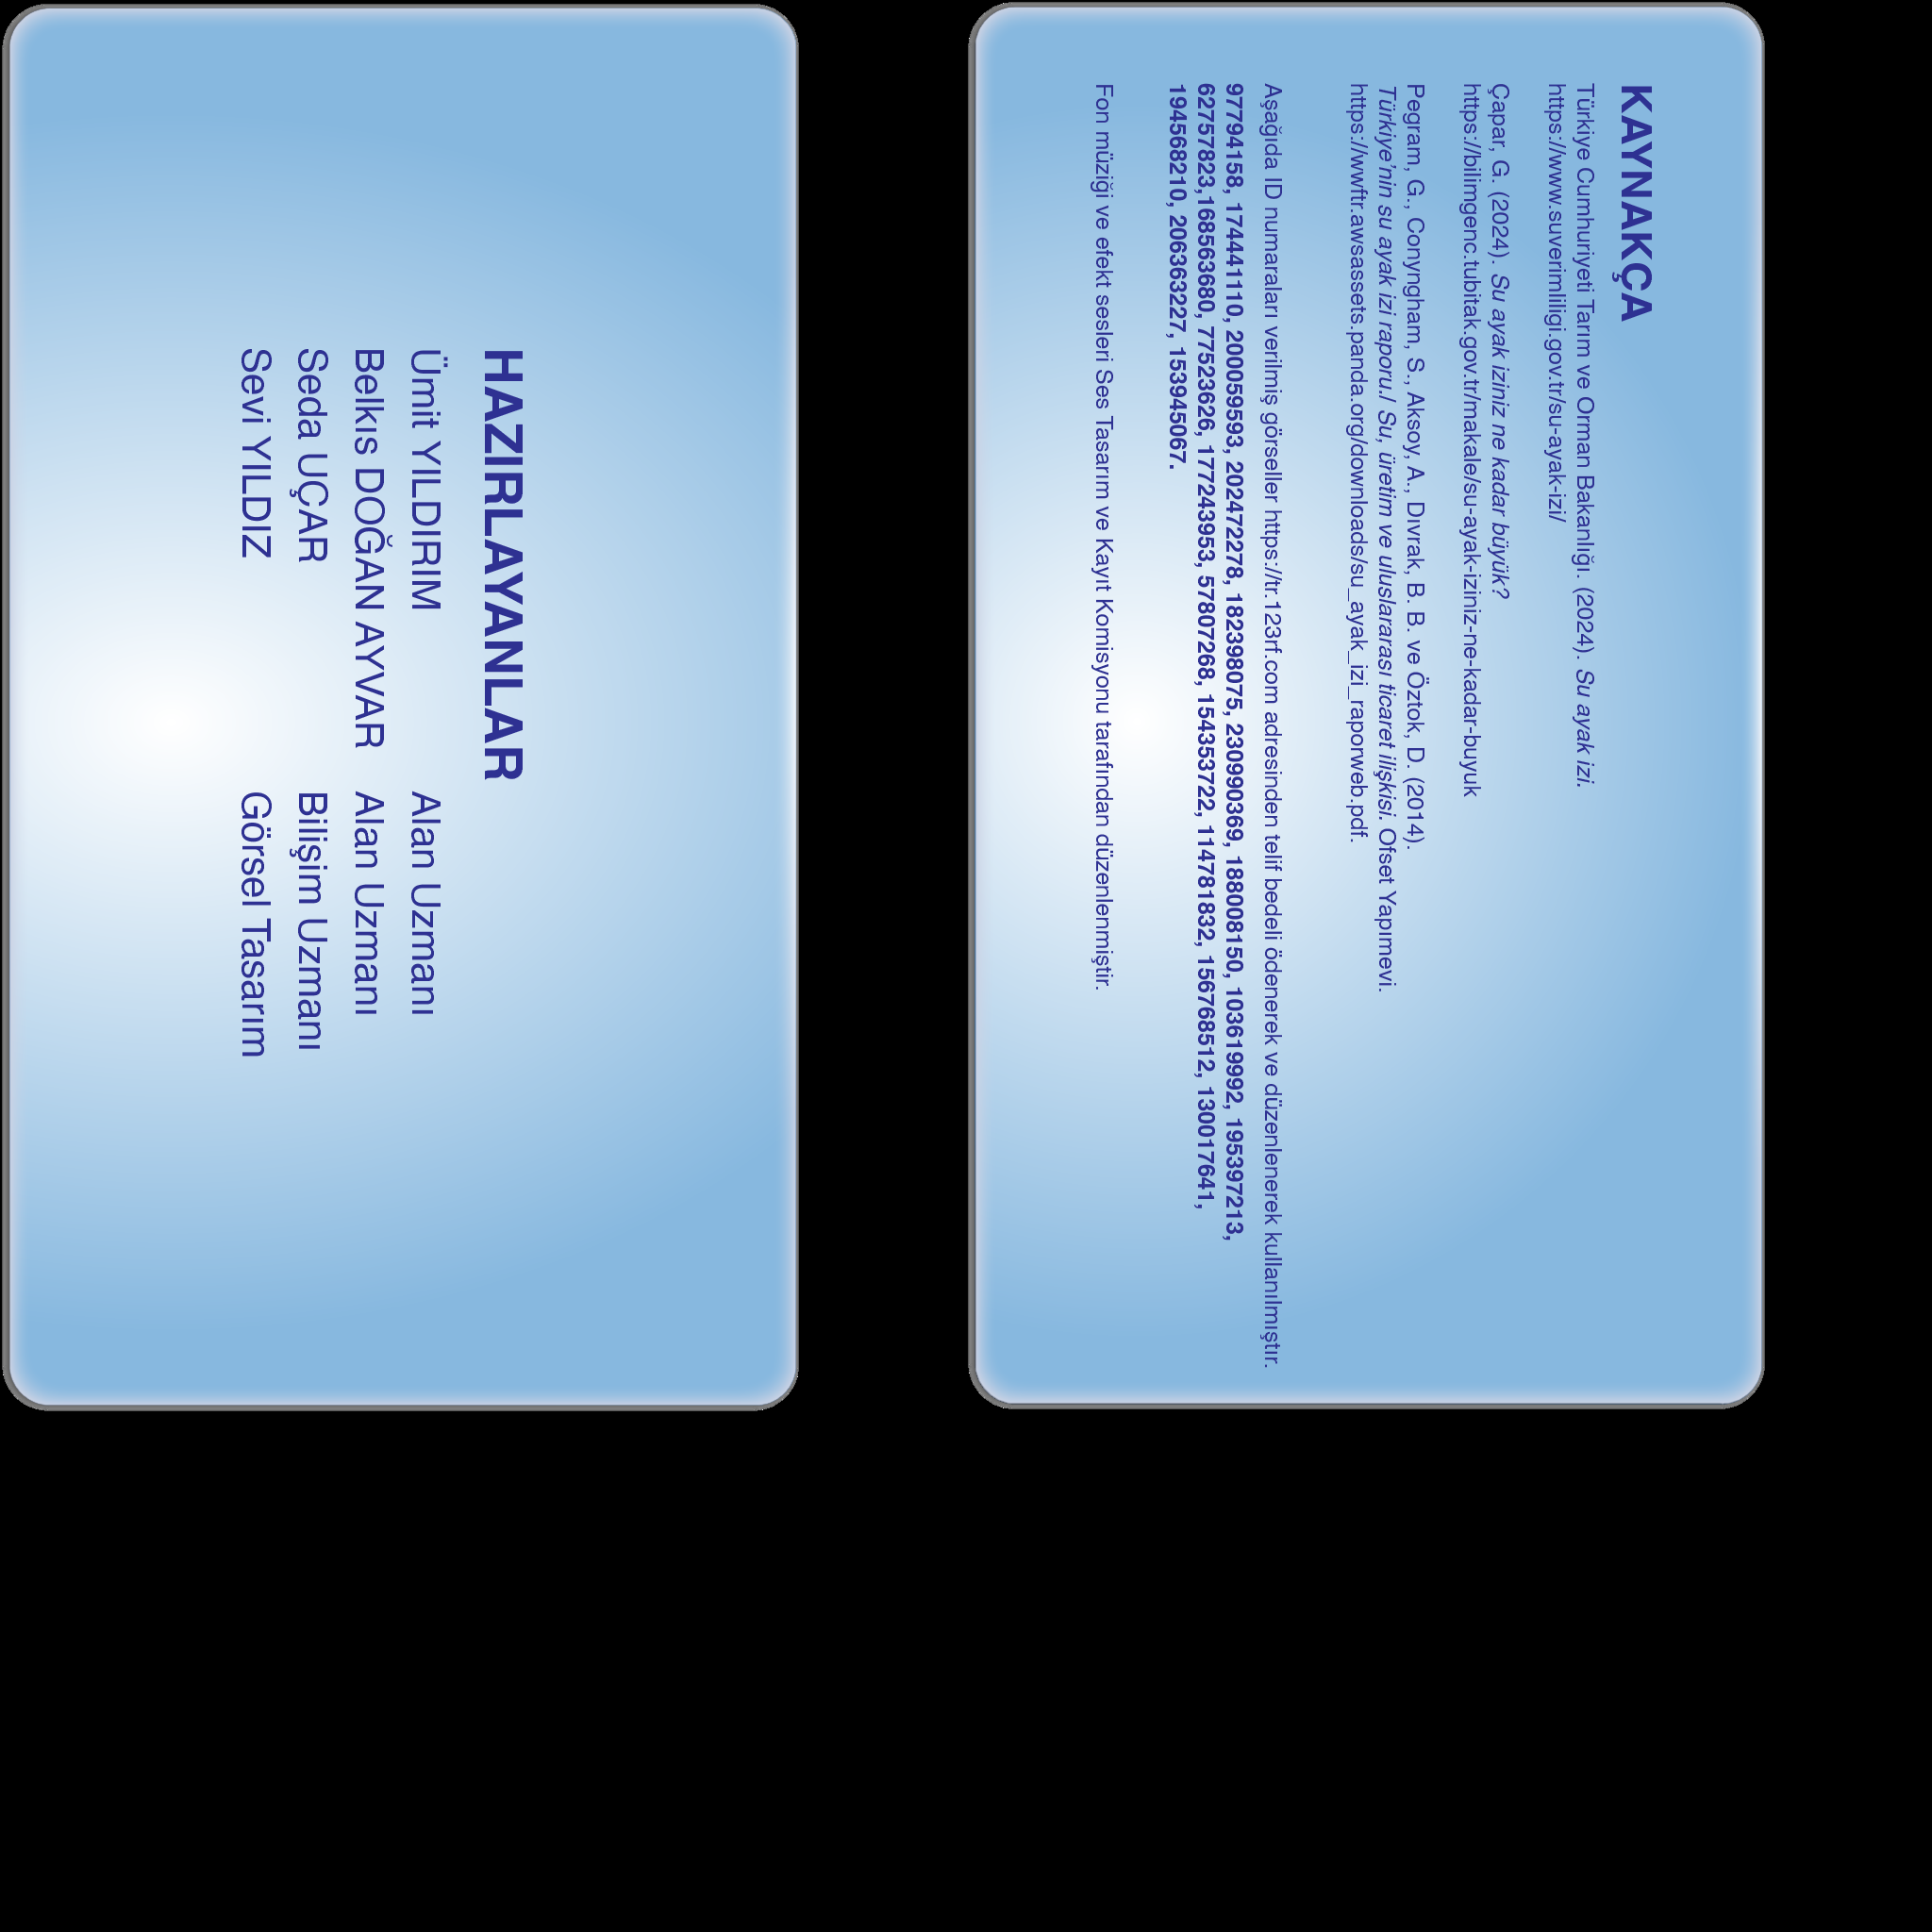 KAYNAKÇA
Türkiye Cumhuriyeti Tarım ve Orman Bakanlığı. (2024). Su ayak izi.
https://www.suverimliligi.gov.tr/su-ayak-izi/
Çapar, G. (2024). Su ayak iziniz ne kadar büyük?
https://bilimgenc.tubitak.gov.tr/makale/su-ayak-iziniz-ne-kadar-buyuk
Pegram, G., Conyngham, S., Aksoy, A., Dıvrak, B. B. ve Öztok, D. (2014).
Türkiye'nin su ayak izi raporu./ Su, üretim ve uluslararası ticaret ilişkisi. Ofset Yapımevi.
https://wwftr.awsassets.panda.org/downloads/su_ayak_izi_raporweb.pdf.
Aşağıda ID numaraları verilmiş görseller https://tr.123rf.com adresinden telif bedeli ödenerek ve düzenlenerek kullanılmıştır.
97794158, 174441110, 200059593, 202472278, 182398075, 230990369, 188008150, 103619992, 195397213,
62757823,168563680, 77523626, 177243953, 57807268, 154353722, 114781832, 156768512, 130017641,
194568210, 206363227, 153945067.
Fon müziği ve efekt sesleri Ses Tasarım ve Kayıt Komisyonu tarafından düzenlenmiştir.
HAZIRLAYANLAR
Ümit YILDIRIM Alan Uzmanı
Belkıs DOĞAN AYVAR Alan Uzmanı
Seda UÇAR Bilişim Uzmanı
Sevi YILDIZ Görsel Tasarım